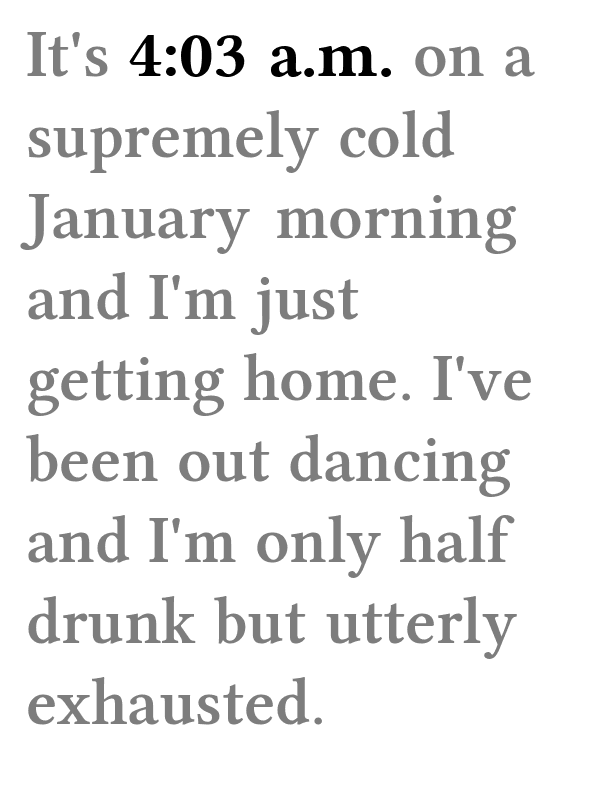 It's 4:03 a.m. on a
supremely cold
January morning
and I'm just
getting home. I've
been out dancing
and I'm only half
drunk but utterly
exhausted.